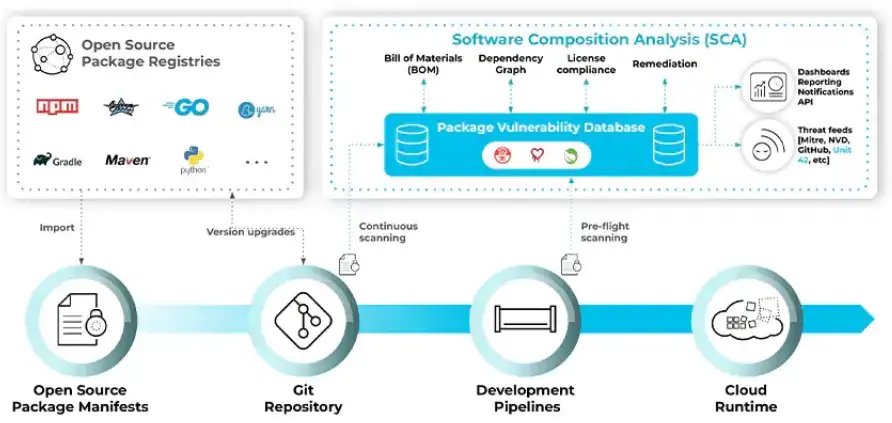 Open Source
Package Registries
npm
GO
yarn
Gradle
Maven
python
...
Software Composition Analysis (SCA)
Bill of Materials
(BOM)
Dependency
Graph
License
compliance
Remediation
Package Vulnerability Database
Dashboards
Reporting
Notifications
API
Threat feeds
[Mitre, NVD,
GitHub, Unit
42, etc]
Import
Version upgrades
Continuous
scanning
Pre-flight
scanning
Open Source
Package Manifests
Git
Repository
Development
Pipelines
Cloud
Runtime